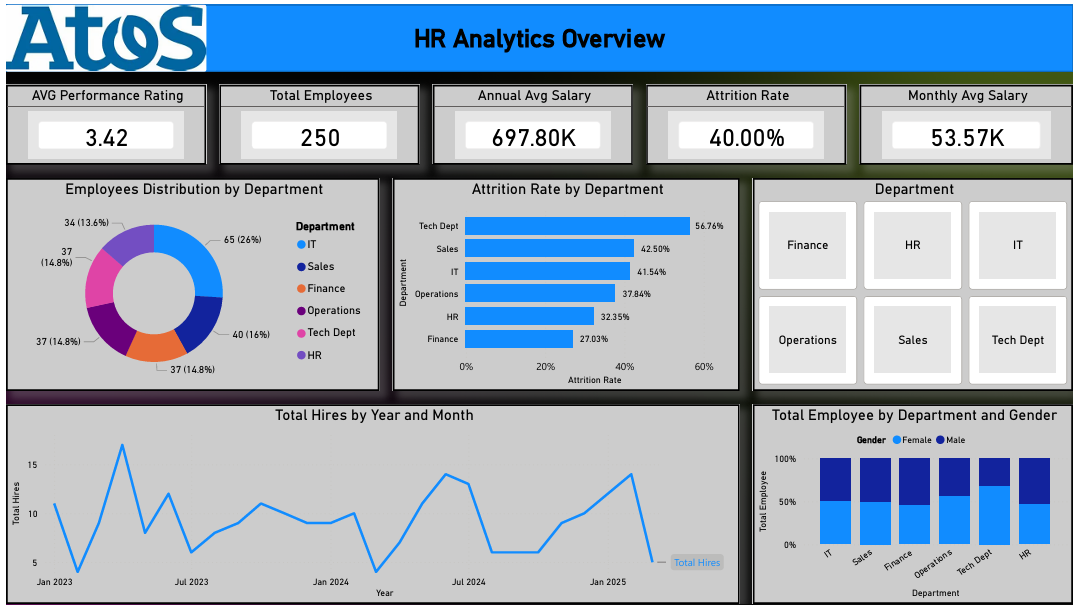 Atos
HR Analytics Overview
AVG Performance Rating
3.42
Total Employees
250
Annual Avg Salary
697.80K
Attrition Rate
40.00%
Monthly Avg Salary
53.57K
Employees Distribution by Department
34 (13.6%)
37
(14.8%)
37 (14.8%)
65 (26%)
40 (16%)
37 (14.8%)
Department
IT
Sales
Finance
Operations
Tech Dept
HR
Attrition Rate by Department
Department
Tech Dept 56.76%
Sales 42.50%
IT 41.54%
Operations 37.84%
HR 32.35%
Finance 27.03%
0% 20% 40% 60%
Attrition Rate
Department
Finance HR IT
Operations Sales Tech Dept
Total Hires by Year and Month
Total Hires
15
10
5
Total Hires
Jan 2023 Jul 2023 Jan 2024 Jul 2024 Jan 2025
Year
Total Employee by Department and Gender
Gender Female Male
Total Employee
100%
50%
0%
IT Sales Finance Operations Tech Dept HR
Department